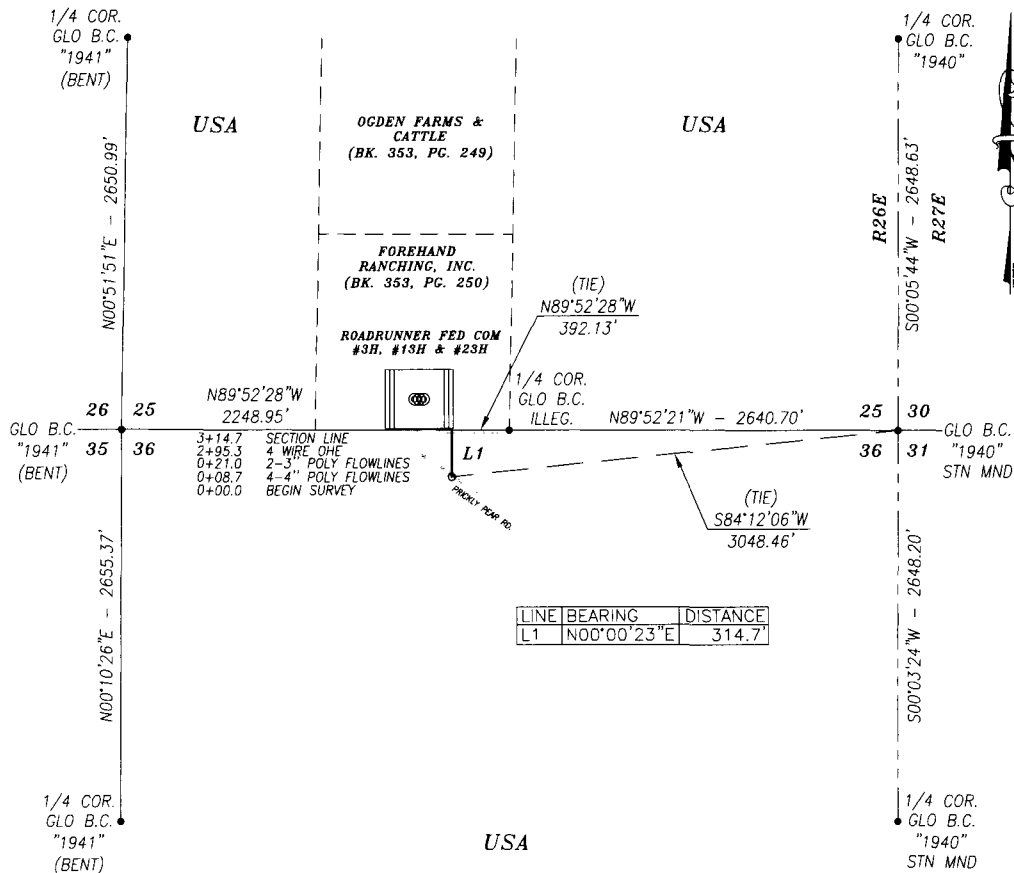 1/4 COR.
GLO B.C.
"1941"
(BENT)
1/4 COR.
GLO B.C.
"1940"
USA
OGDEN FARMS &
CATTLE
(BK. 353, PG. 249)
USA
N00°51'51"E - 2650.99'
S00°05'44"W - 2648.63'
R26E
R27E
FOREHAND
RANCHING, INC.
(BK. 353, PG. 250)
(TIE)
N89°52'28"W
392.13'
ROADRUNNER FED COM
#3H, #13H & #23H
N89°52'28"W
2248.95'
1/4 COR.
GLO B.C.
ILLEG.
N89°52'21"W - 2640.70'
26 25
25 30
GLO B.C.
"1941"
(BENT)
35 36
36 31
GLO B.C.
"1940"
STN MND
3+14.7 SECTION LINE
2+95.3 4 WIRE OHE
0+21.0 2-3" POLY FLOWLINES
0+08.7 4-4" POLY FLOWLINES
0+00.0 BEGIN SURVEY
L1
PRICKLY PEAR RD.
(TIE)
S84°12'06"W
3048.46'
LINE BEARING DISTANCE
L1 N00°00'23"E 314.7'
N00°10'26"E - 2655.37'
S00°03'24"W - 2648.20'
1/4 COR.
GLO B.C.
"1941"
(BENT)
USA
1/4 COR.
GLO B.C.
"1940"
STN MND